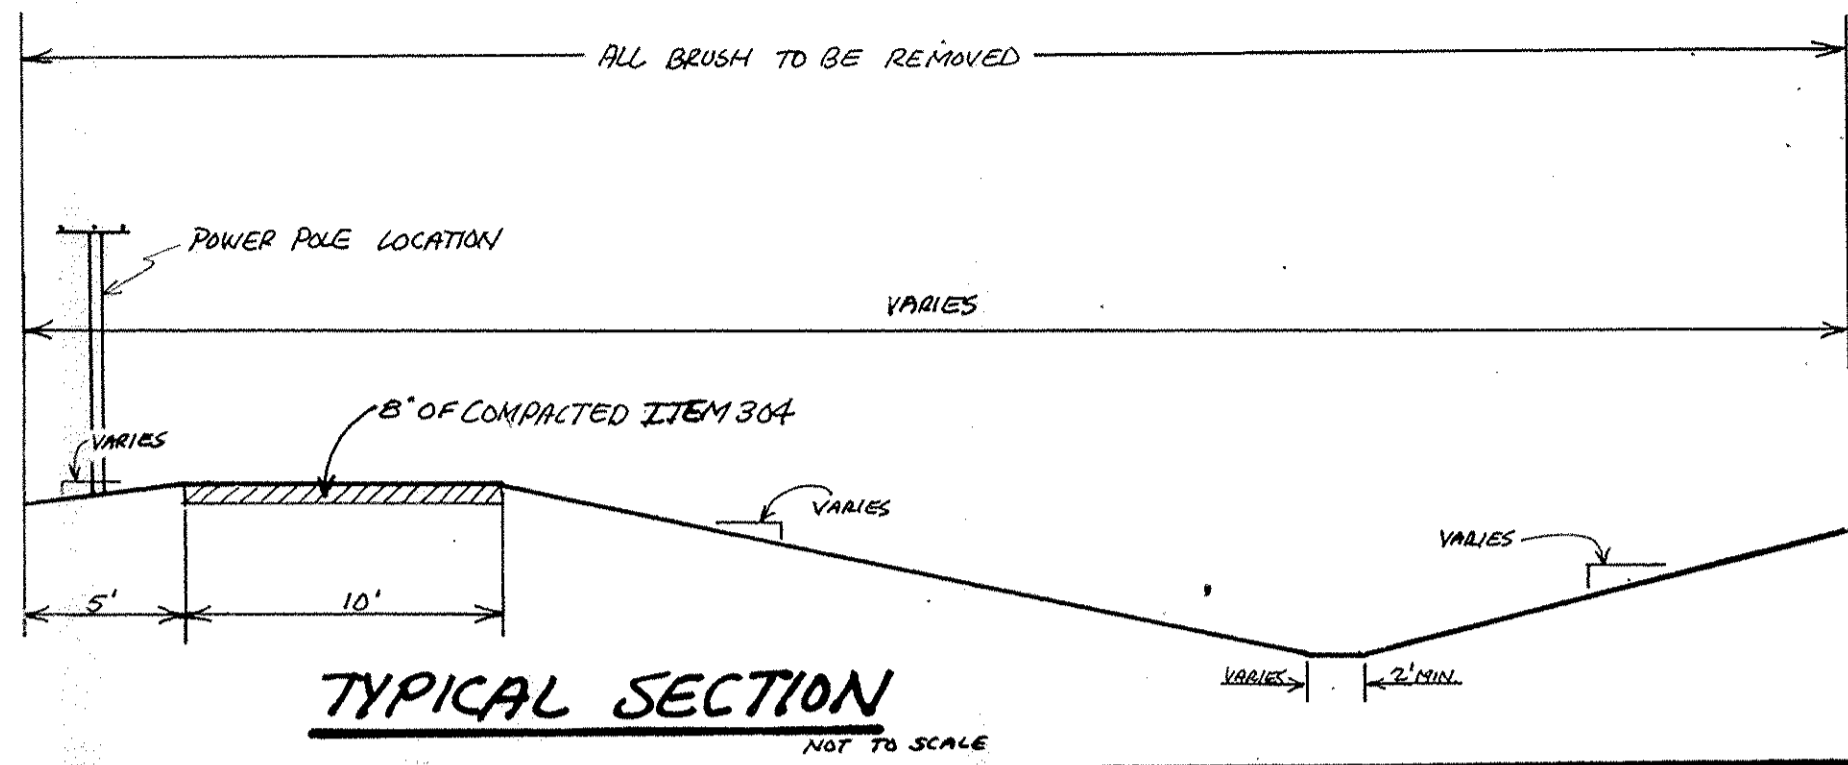 ALL BRUSH TO BE REMOVED
POWER POLE LOCATION
VARIES
8" OF COMPACTED ITEM 304
VARIES
VARIES
VARIES
5'
10'
VARIES
2' MIN.
TYPICAL SECTION
NOT TO SCALE